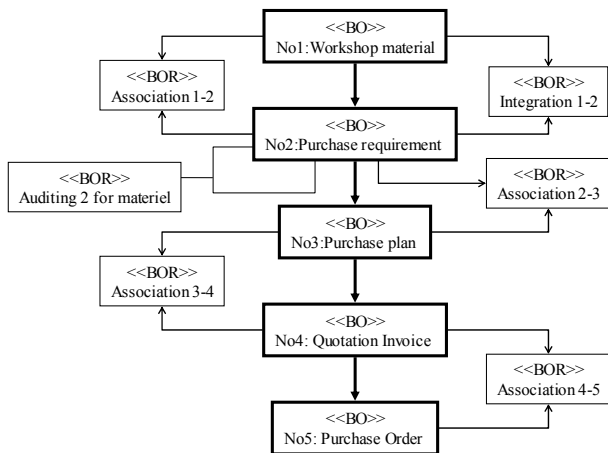 <<BO>>
No1:Workshop material
<<BOR>>
Association 1-2
<<BOR>>
Integration 1-2
<<BO>>
No2:Purchase requirement
<<BOR>>
Auditing 2 for materiel
<<BOR>>
Association 2-3
<<BO>>
No3:Purchase plan
<<BOR>>
Association 3-4
<<BO>>
No4: Quotation Invoice
<<BOR>>
Association 4-5
<<BO>>
No5: Purchase Order